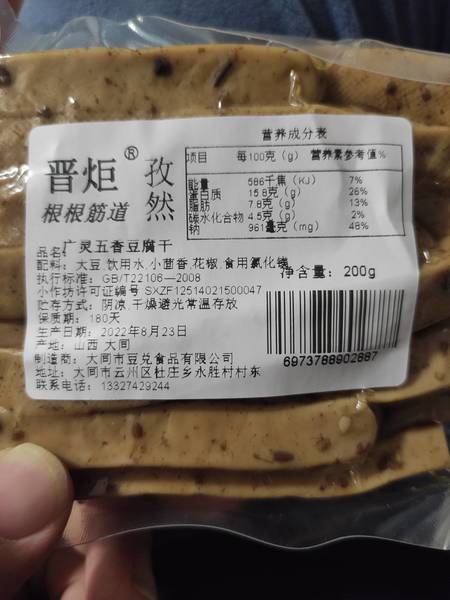 晋炬®
孜然
根根筋道
营养成分表
项目 每100克（g） 营养素参考值%
能量 586千焦（KJ） 7%
蛋白质 15.8克（g） 26%
脂肪 7.8克（g） 13%
碳水化合物 4.5克（g） 2%
钠 961毫克（mg） 48%
品名：广灵五香豆腐干
配料：大豆,饮用水,小茴香,花椒,食用氯化镁
净含量：200g
执行标准：GB/T22106—2008
小作坊许可证编号：SXZF12514021500047
贮存方式：阴凉,干燥避光常温存放
保质期：180天
生产日期：2022年8月23日
产地：山西 大同
制造商：大同市豆兑食品有限公司
地址：大同市云州区杜庄乡永胜村村东
联系电话：13327429244
6973788902687